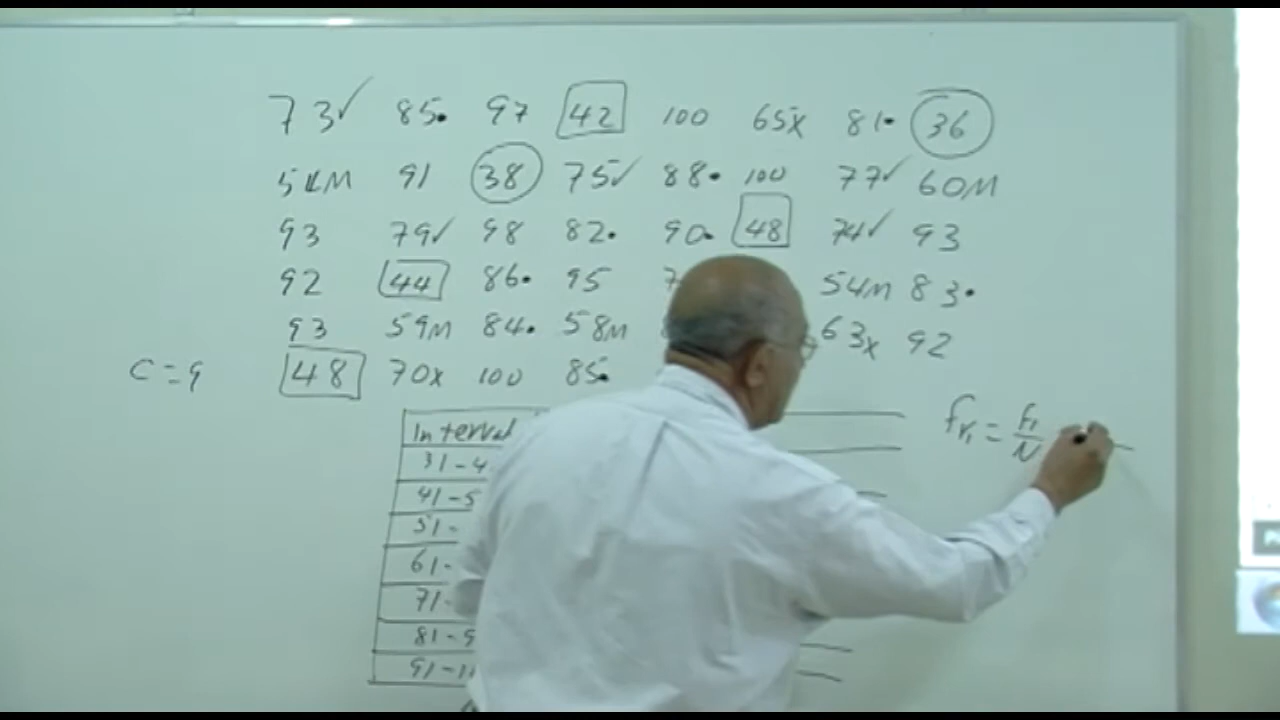 73✓ 85• 97 42 100 65x 81• 36
5 M 91 38 75✓ 88• 100 77✓ 60M
93 79✓ 98 82• 90• 48 74✓ 93
92 44 86• 95 7 54M 83•
93 59M 84• 58M 63x 92
C = 9 48 70x 100 85•
Interval
fr₁ = f₁/N
31-4
41-5
51-
61-
71-
81-9
91-1